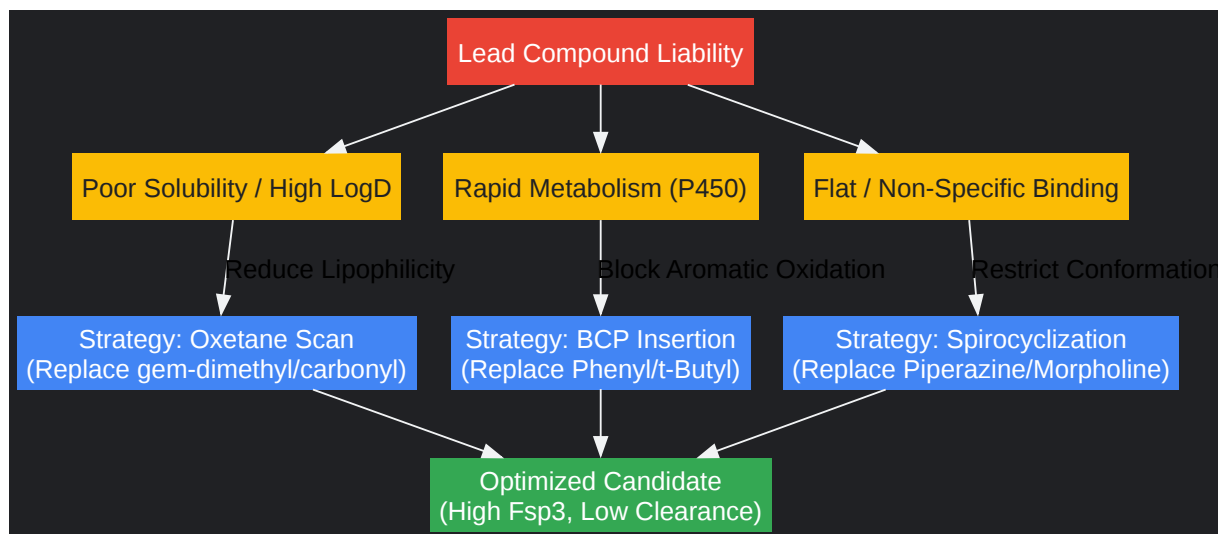 Lead Compound Liability
Poor Solubility / High LogD
Rapid Metabolism (P450)
Flat / Non-Specific Binding
Reduce Lipophilicity
Block Aromatic Oxidation
Restrict Conformation
Strategy: Oxetane Scan
(Replace gem-dimethyl/carbonyl)
Strategy: BCP Insertion
(Replace Phenyl/t-Butyl)
Strategy: Spirocyclization
(Replace Piperazine/Morpholine)
Optimized Candidate
(High Fsp3, Low Clearance)